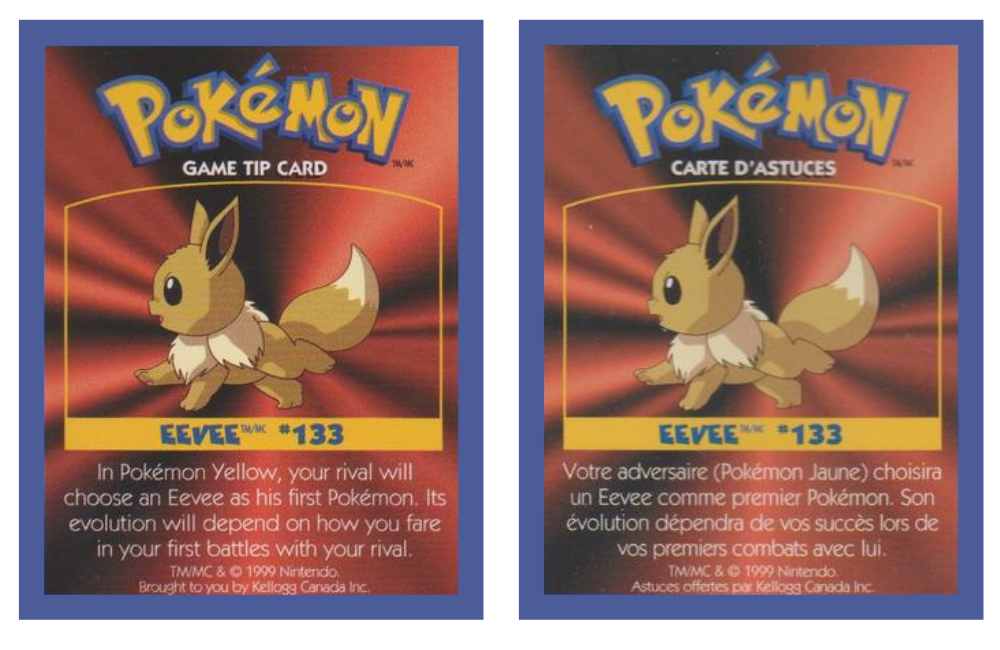 POKéMON
TM/MC
GAME TIP CARD
EEVEE TM/MC #133
In Pokémon Yellow, your rival will
choose an Eevee as his first Pokémon. Its
evolution will depend on how you fare
in your first battles with your rival.
TM/MC & © 1999 Nintendo.
Brought to you by Kellogg Canada Inc.
POKéMON
TM/MC
CARTE D'ASTUCES
EEVEE TM/MC #133
Votre adversaire (Pokémon Jaune) choisira
un Eevee comme premier Pokémon. Son
évolution dépendra de vos succès lors de
vos premiers combats avec lui.
TM/MC & © 1999 Nintendo.
Astuces offertes par Kellogg Canada Inc.